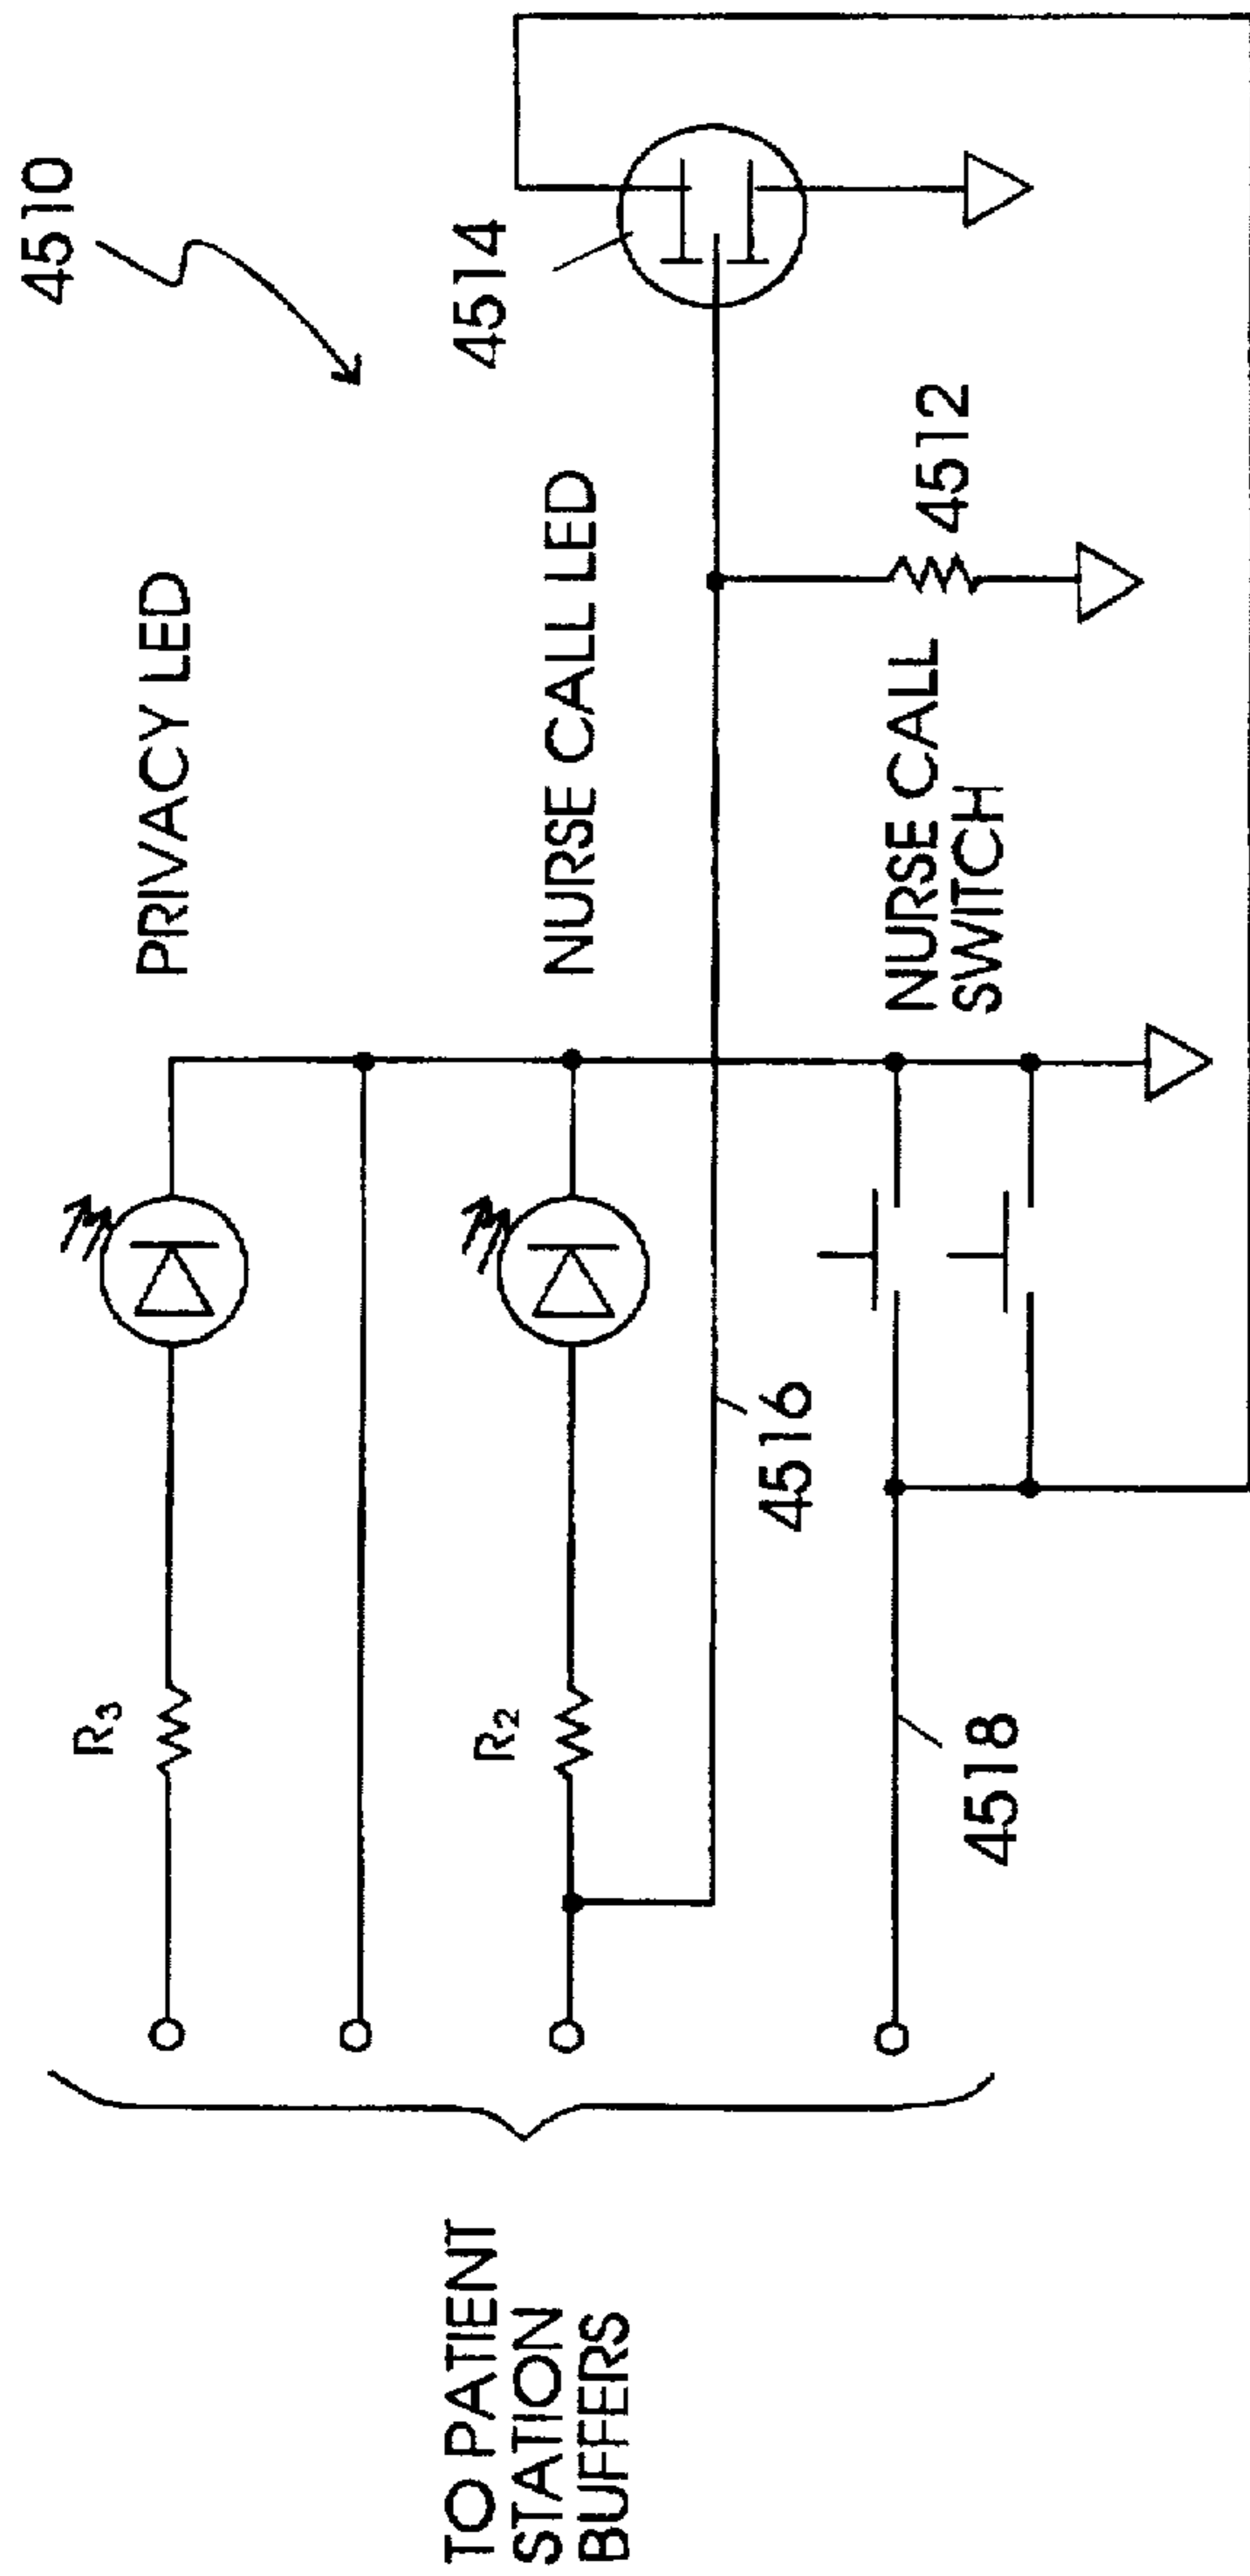 4510
PRIVACY LED
R3
4514
NURSE CALL LED
R2
4512
4516
NURSE CALL
SWITCH
4518
TO PATIENT
STATION
BUFFERS